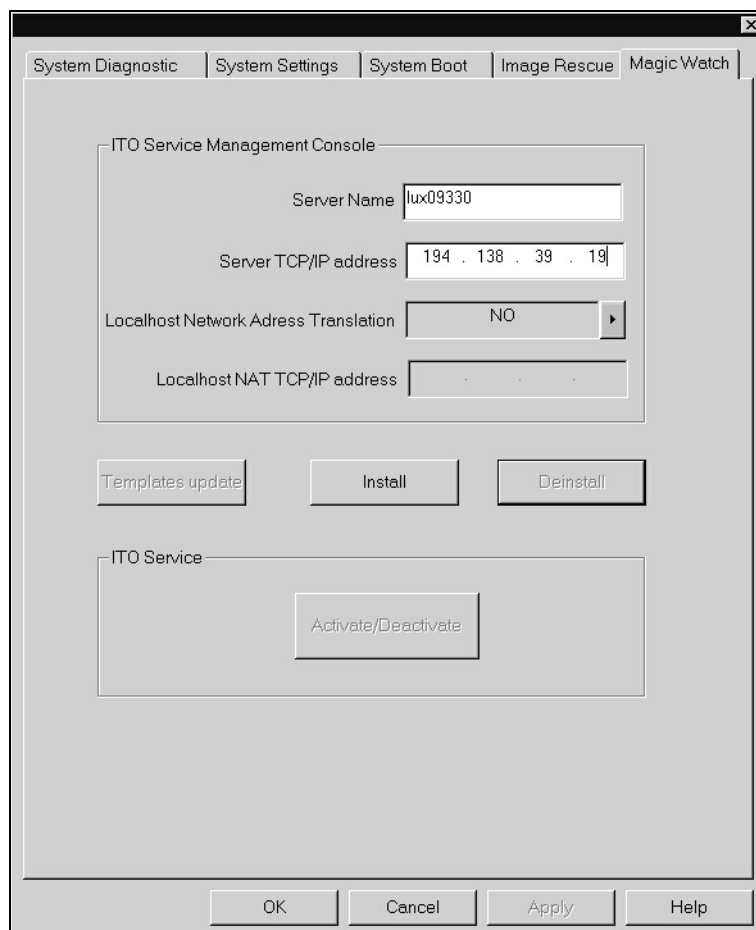 System Diagnostic System Settings System Boot Image Rescue Magic Watch
ITO Service Management Console
Server Name lux09330
Server TCP/IP address 194 . 138 . 39 . 19
Localhost Network Adress Translation NO
Localhost NAT TCP/IP address . . .
Templates update Install Deinstall
ITO Service
Activate/Deactivate
OK Cancel Apply Help